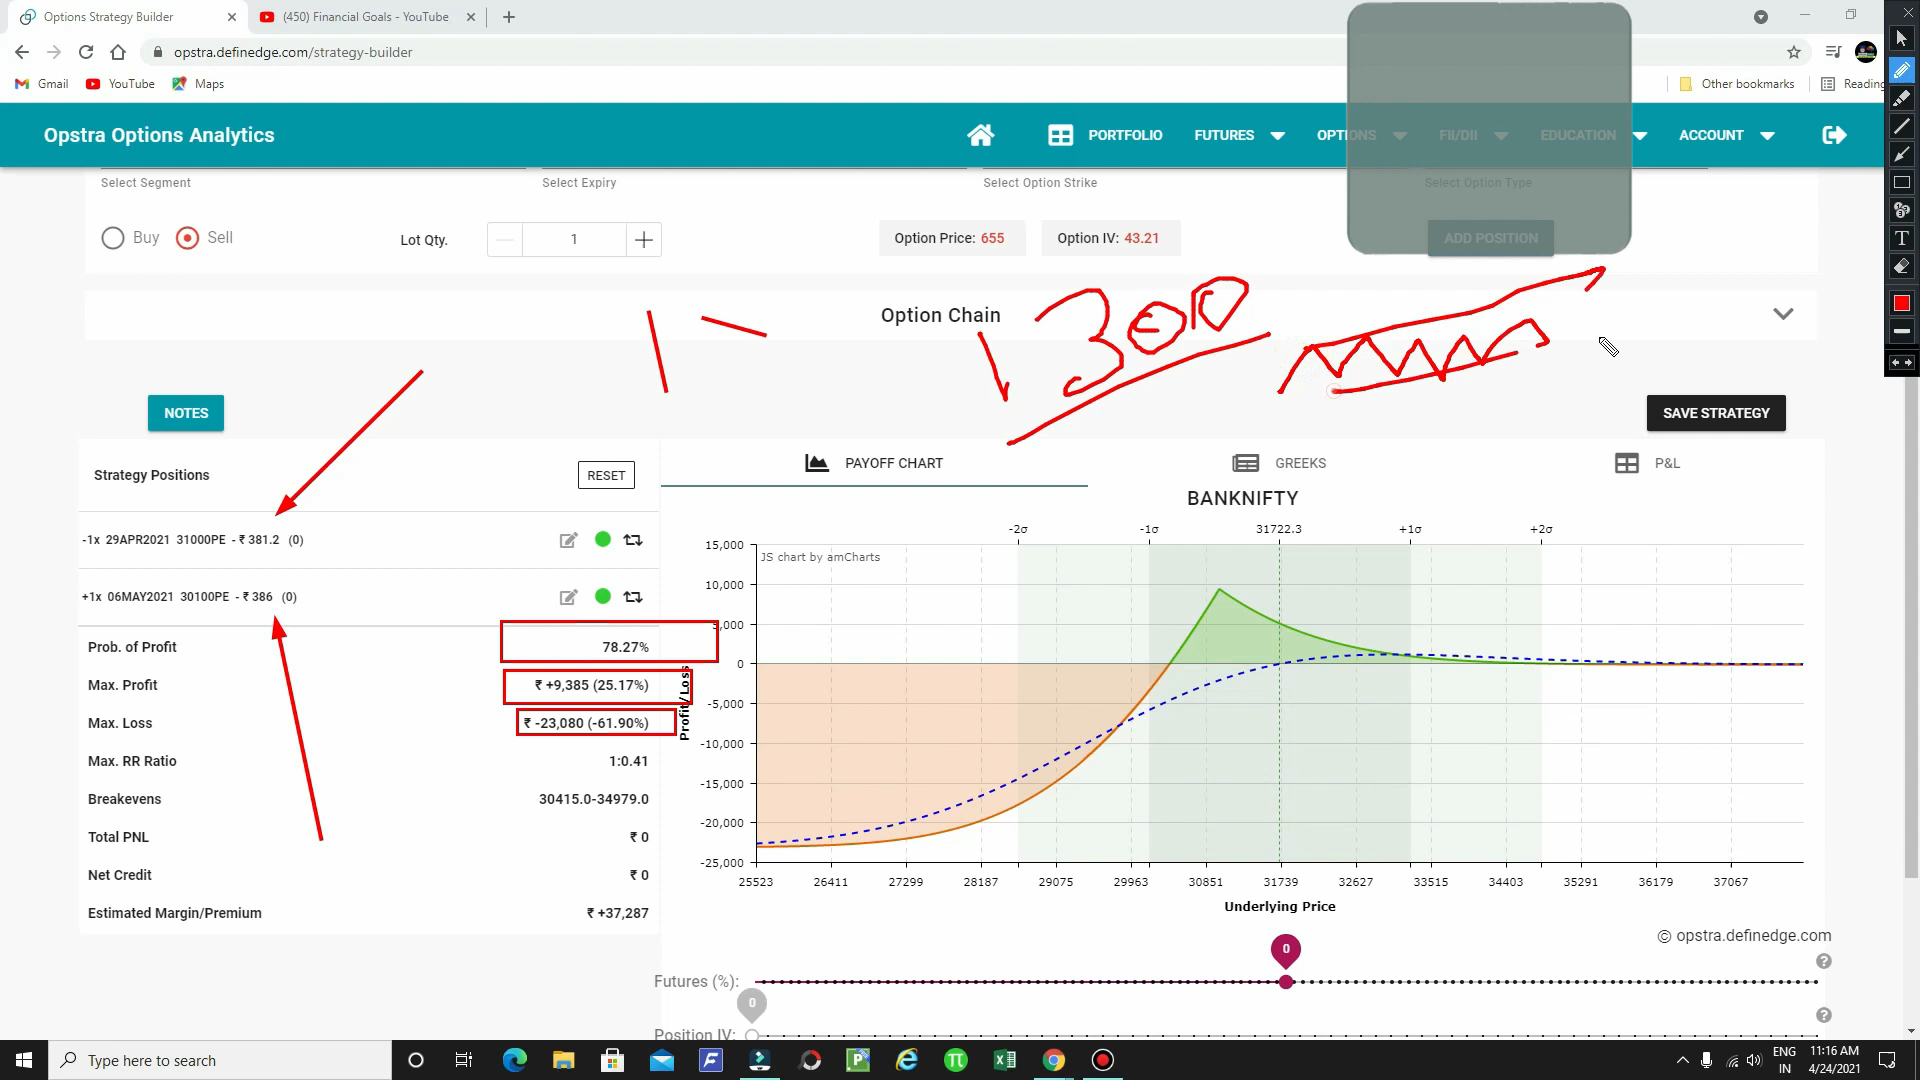 Options Strategy Builder
(450) Financial Goals - YouTube
opstra.definedge.com/strategy-builder
Gmail YouTube Maps Other bookmarks Reading
Opstra Options Analytics
PORTFOLIO FUTURES OPTIONS FII/DII EDUCATION ACCOUNT
Select Segment Select Expiry Select Option Strike Select Option Type
Buy Sell Lot Qty. 1 Option Price: 655 Option IV: 43.21 ADD POSITION
Option Chain
300
NOTES SAVE STRATEGY
Strategy Positions RESET
-1x 29APR2021 31000PE - ₹ 381.2 (0)
+1x 06MAY2021 30100PE - ₹ 386 (0)
Prob. of Profit 78.27%
Max. Profit ₹ +9,385 (25.17%)
Max. Loss ₹ -23,080 (-61.90%)
Max. RR Ratio 1:0.41
Breakevens 30415.0-34979.0
Total PNL ₹ 0
Net Credit ₹ 0
Estimated Margin/Premium ₹ +37,287
PAYOFF CHART GREEKS P&L
BANKNIFTY
-2σ -1σ 31722.3 +1σ +2σ
JS chart by amCharts
15,000
10,000
5,000
0
-5,000
-10,000
-15,000
-20,000
-25,000
Profit/Loss
25523 26411 27299 28187 29075 29963 30851 31739 32627 33515 34403 35291 36179 37067
Underlying Price
© opstra.definedge.com
0
Futures (%):
0
Position IV:
Type here to search
ENG
IN
11:16 AM
4/24/2021